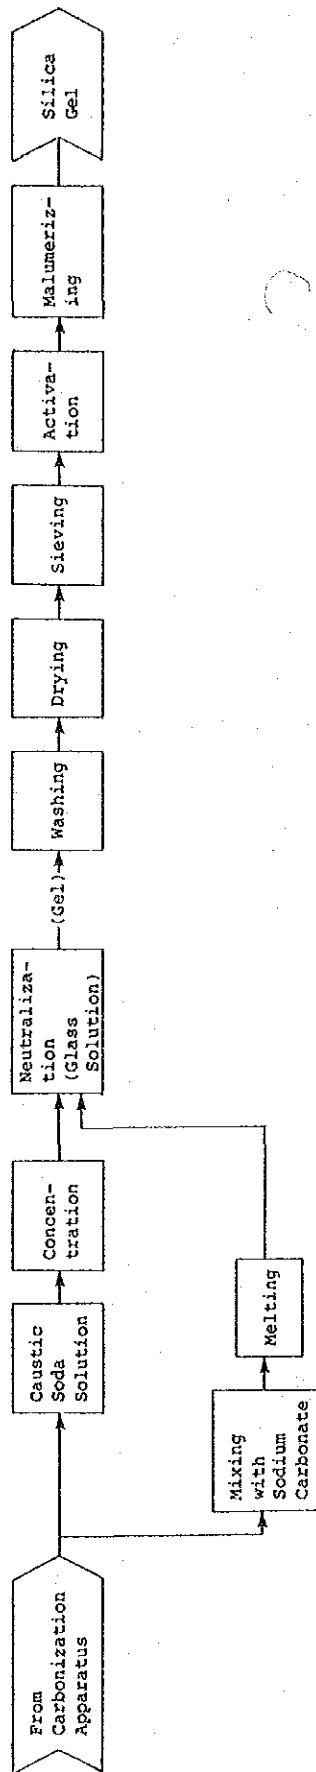 From
Carbonization
Apparatus
Caustic
Soda
Solution
Concen-
tration
Mixing
with
Sodium
Carbonate
Melting
Neutraliza-
tion
(Glass
Solution)
(Gel)
Washing
Drying
Sieving
Activa-
tion
Malumeriz-
ing
Silica
Gel